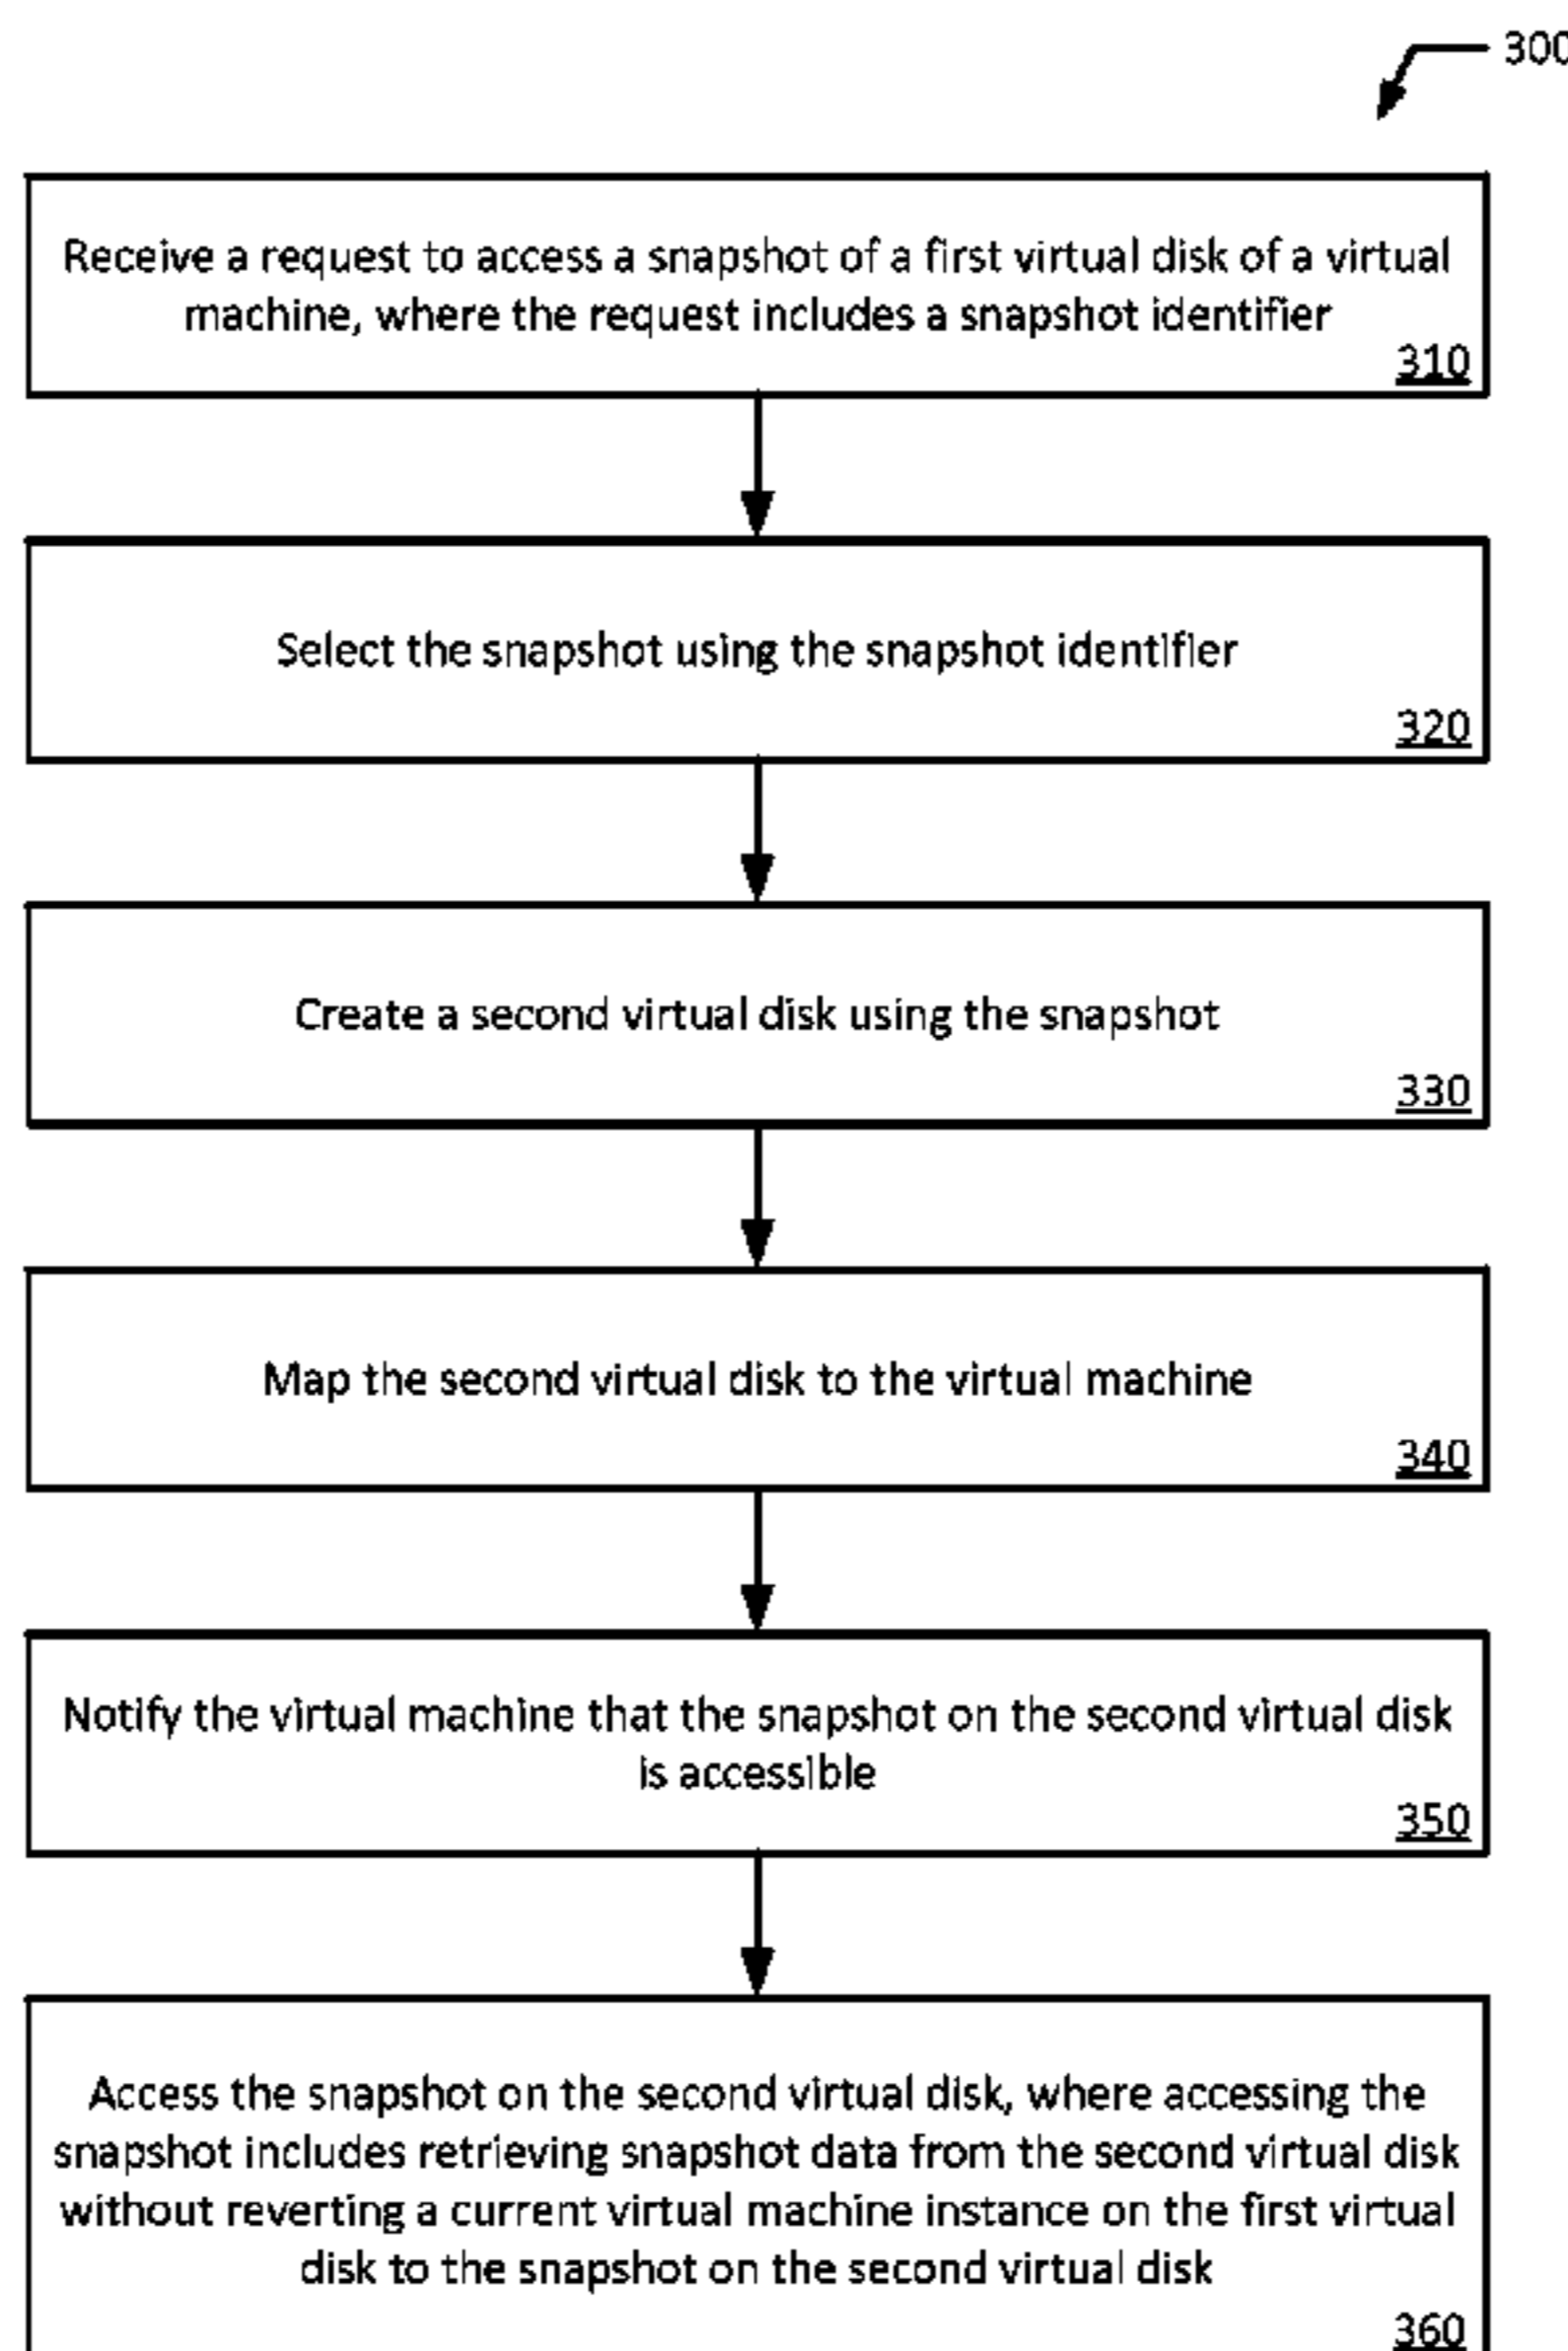 300
Receive a request to access a snapshot of a first virtual disk of a virtual
machine, where the request includes a snapshot identifier
310
Select the snapshot using the snapshot identifier
320
Create a second virtual disk using the snapshot
330
Map the second virtual disk to the virtual machine
340
Notify the virtual machine that the snapshot on the second virtual disk
is accessible
350
Access the snapshot on the second virtual disk, where accessing the
snapshot includes retrieving snapshot data from the second virtual disk
without reverting a current virtual machine instance on the first virtual
disk to the snapshot on the second virtual disk
360